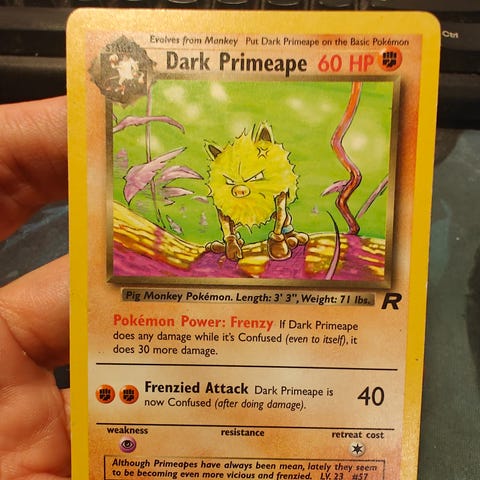 Evolves from Mankey Put Dark Primeape on the Basic Pokémon
STAGE 1
Dark Primeape 60 HP
Pig Monkey Pokémon. Length: 3' 3", Weight: 71 lbs.
R
Pokémon Power: Frenzy If Dark Primeape
does any damage while it's Confused (even to itself), it
does 30 more damage.
Frenzied Attack Dark Primeape is
now Confused (after doing damage).
40
weakness resistance retreat cost
Although Primeapes have always been mean, lately they seem
to be becoming even more vicious and frenzied. LV. 23 #57
Ctrl